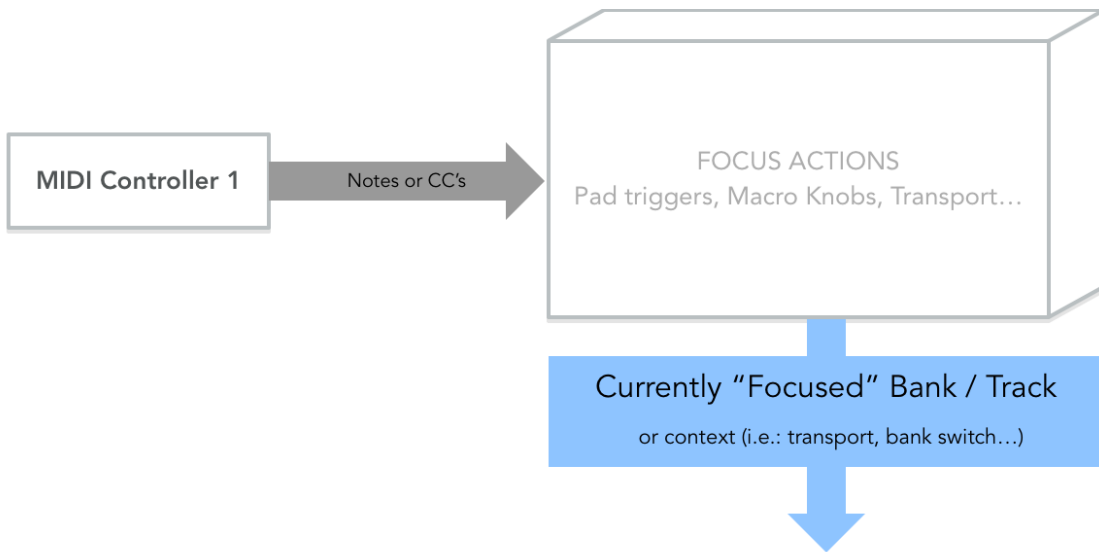 MIDI Controller 1
Notes or CC's
FOCUS ACTIONS
Pad triggers, Macro Knobs, Transport…
Currently “Focused” Bank / Track
or context (i.e.: transport, bank switch…)